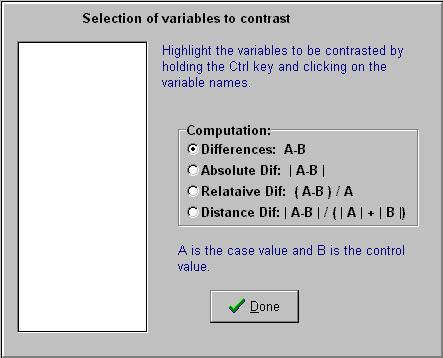 Selection of variables to contrast
Highlight the variables to be contrasted by
holding the Ctrl key and clicking on the
variable names.
Computation:
Differences: A-B
Absolute Dif: | A-B |
Relataive Dif: ( A-B ) / A
Distance Dif: | A-B | / ( | A | + | B |)
A is the case value and B is the control
value.
Done